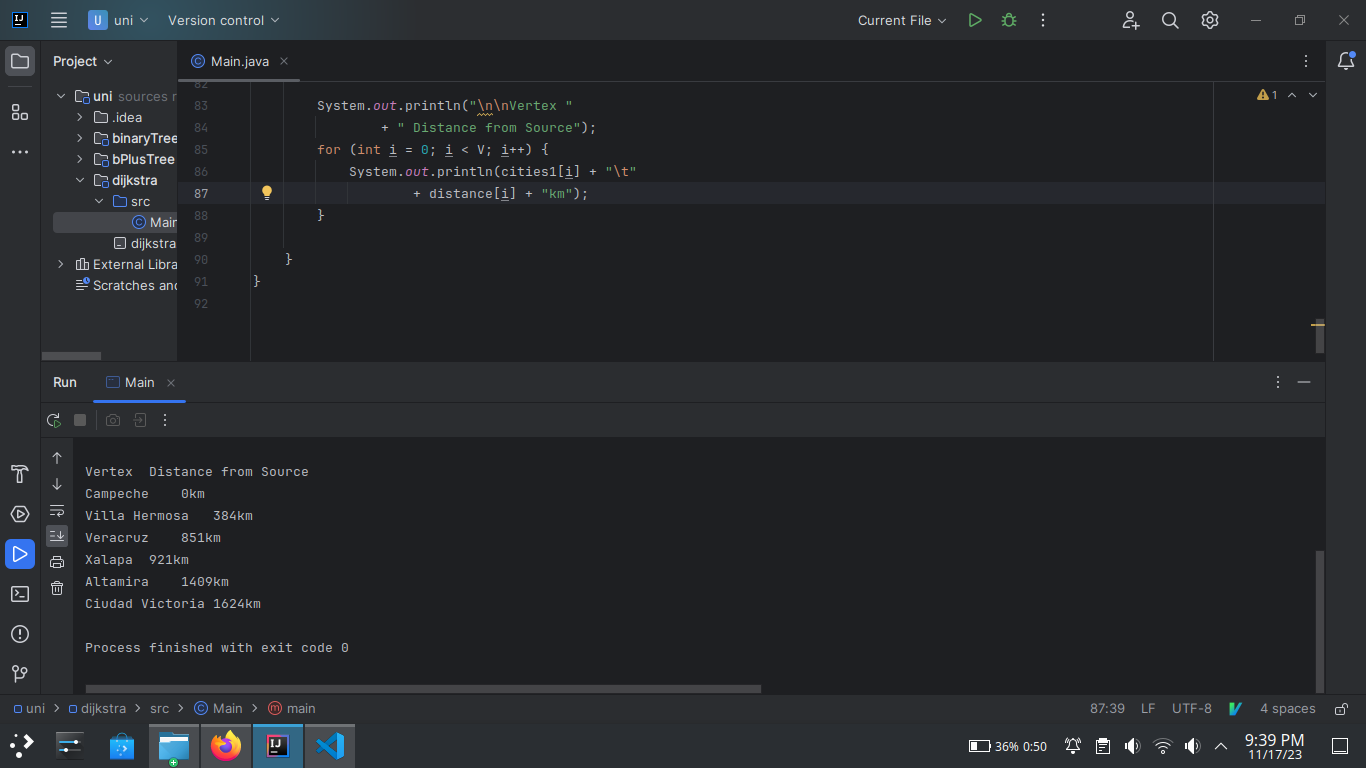 IJ
U uni
Version control
Current File
Project
Main.java
uni sources r
.idea
binaryTree
bPlusTree
dijkstra
src
Main
dijkstra
External Libra
Scratches and
82
83 System.out.println("\n\nVertex "
84 + " Distance from Source");
85 for (int i = 0; i < V; i++) {
86 System.out.println(cities1[i] + "\t"
87 + distance[i] + "km");
88 }
89
90 }
91 }
92
1
Run
Main
Vertex  Distance from Source
Campeche    0km
Villa Hermosa   384km
Veracruz    851km
Xalapa  921km
Altamira    1409km
Ciudad Victoria 1624km
Process finished with exit code 0
uni > dijkstra > src > Main > main
87:39 LF UTF-8 4 spaces
IJ
36% 0:50
9:39 PM
11/17/23